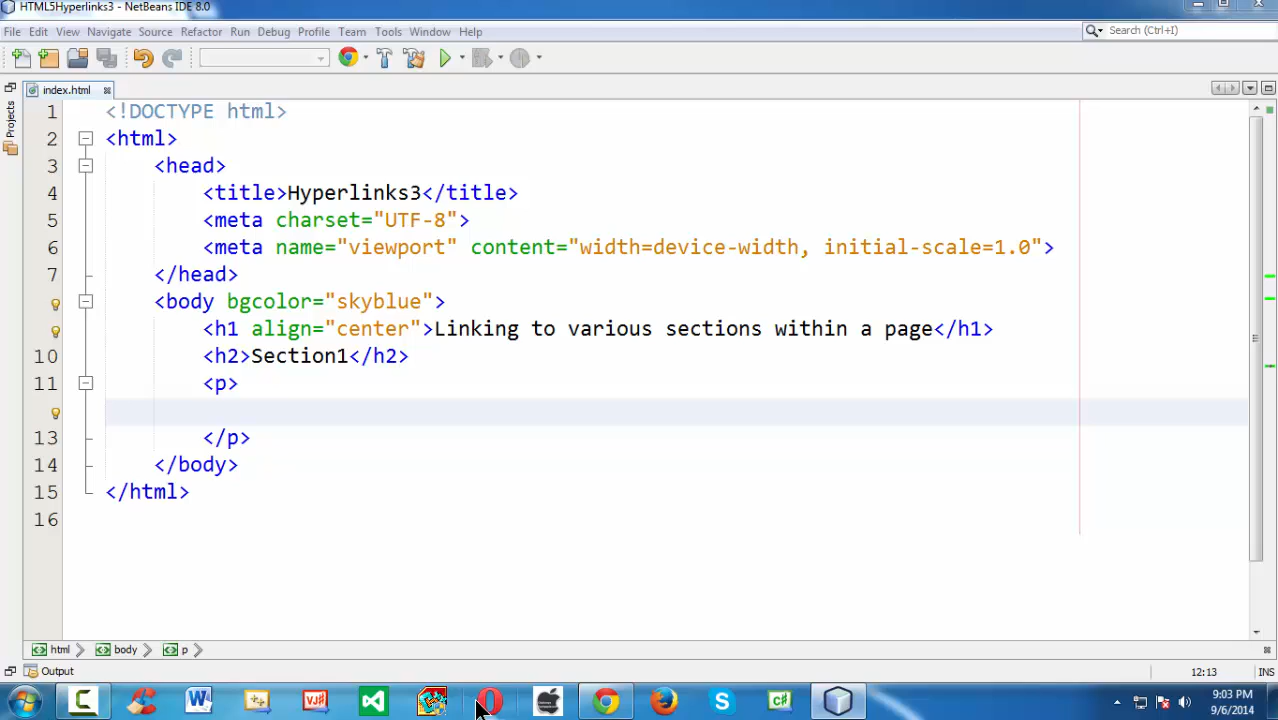 HTML5Hyperlinks3 - NetBeans IDE 8.0
File Edit View Navigate Source Refactor Run Debug Profile Team Tools Window Help
Search (Ctrl+I)
index.html
Projects
1 <!DOCTYPE html>
2 <html>
3 <head>
4 <title>Hyperlinks3</title>
5 <meta charset="UTF-8">
6 <meta name="viewport" content="width=device-width, initial-scale=1.0">
7 </head>
<body bgcolor="skyblue">
<h1 align="center">Linking to various sections within a page</h1>
10 <h2>Section1</h2>
11 <p>
13 </p>
14 </body>
15 </html>
16
html body p
Output
12:13 INS
W VJ# S C#
9:03 PM
9/6/2014